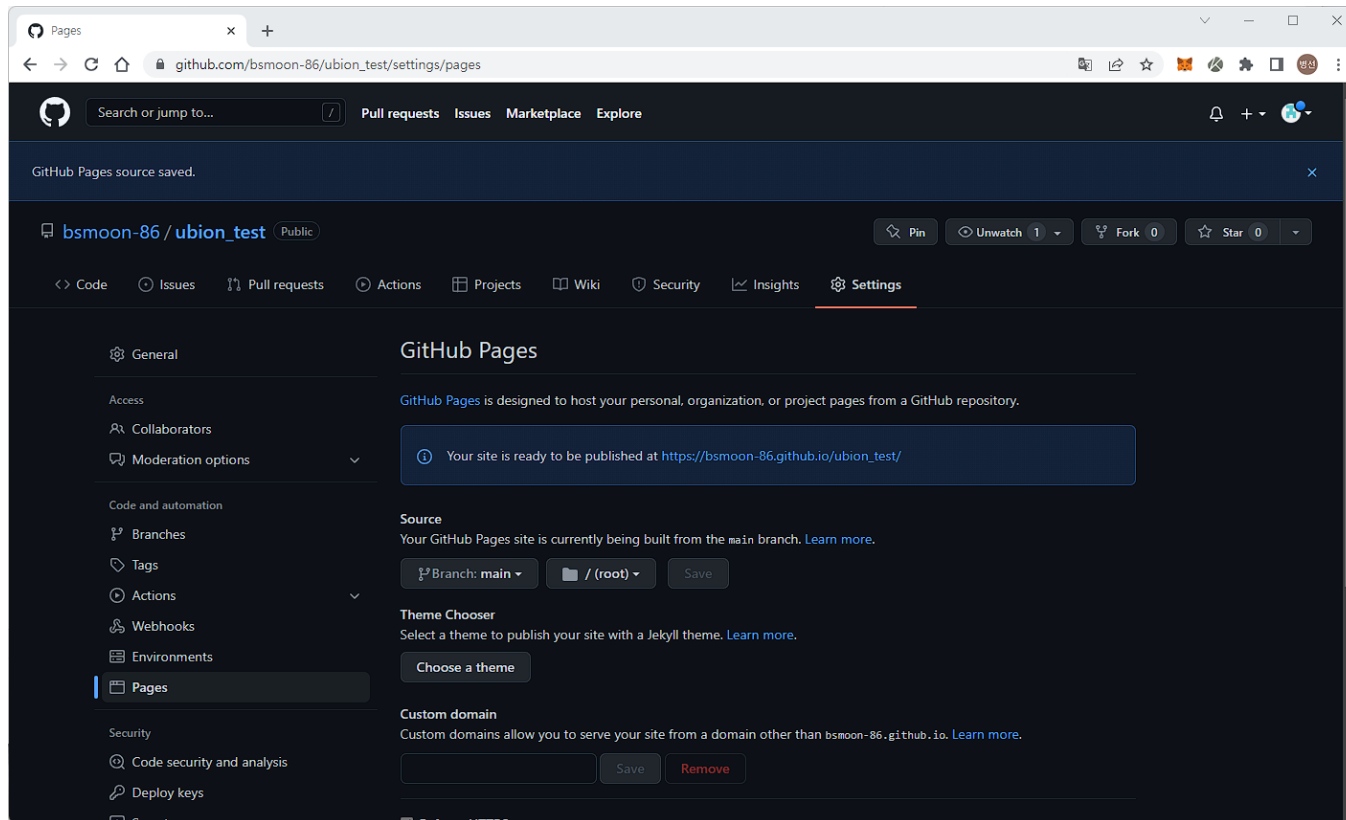 Pages
github.com/bsmoon-86/ubion_test/settings/pages
병선
Search or jump to...
/
Pull requests
Issues
Marketplace
Explore
GitHub Pages source saved.
bsmoon-86 / ubion_test Public
Pin
Unwatch 1
Fork 0
Star 0
Code
Issues
Pull requests
Actions
Projects
Wiki
Security
Insights
Settings
General
Access
Collaborators
Moderation options
Code and automation
Branches
Tags
Actions
Webhooks
Environments
Pages
Security
Code security and analysis
Deploy keys
GitHub Pages
GitHub Pages is designed to host your personal, organization, or project pages from a GitHub repository.
Your site is ready to be published at https://bsmoon-86.github.io/ubion_test/
Source
Your GitHub Pages site is currently being built from the main branch. Learn more.
Branch: main
/ (root)
Save
Theme Chooser
Select a theme to publish your site with a Jekyll theme. Learn more.
Choose a theme
Custom domain
Custom domains allow you to serve your site from a domain other than bsmoon-86.github.io. Learn more.
Save
Remove